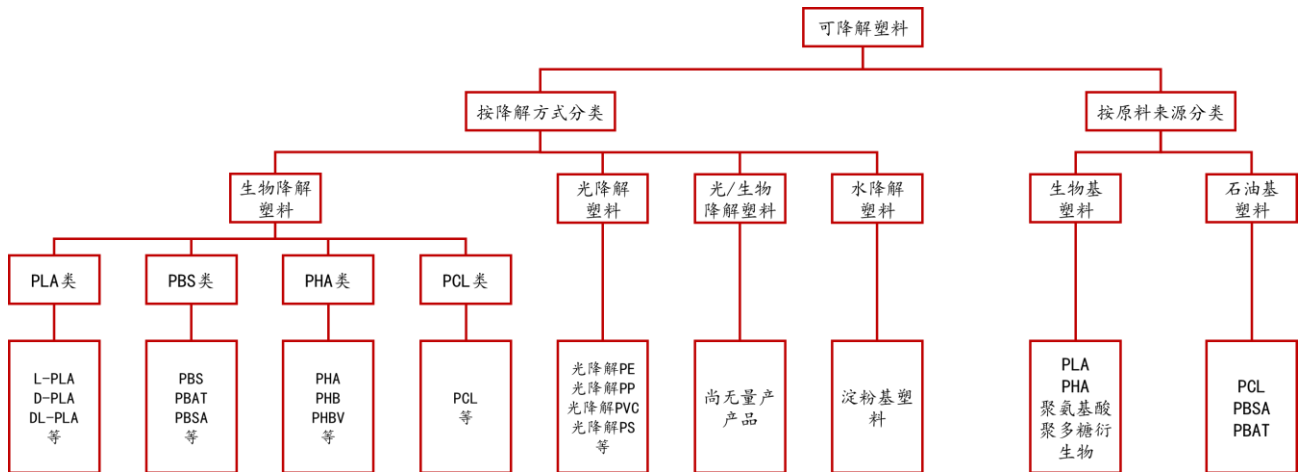 可降解塑料
按降解方式分类
按原料来源分类
生物降解
塑料
光降解
塑料
光/生物
降解塑料
水降解
塑料
生物基
塑料
石油基
塑料
PLA类
PBS类
PHA类
PCL类
L-PLA
D-PLA
DL-PLA
等
PBS
PBAT
PBSA
等
PHA
PHB
PHBV
等
PCL
等
光降解PE
光降解PP
光降解PVC
光降解PS
等
尚无量产
产品
淀粉基塑
料
PLA
PHA
聚氨基酸
聚多糖衍
生物
PCL
PBSA
PBAT